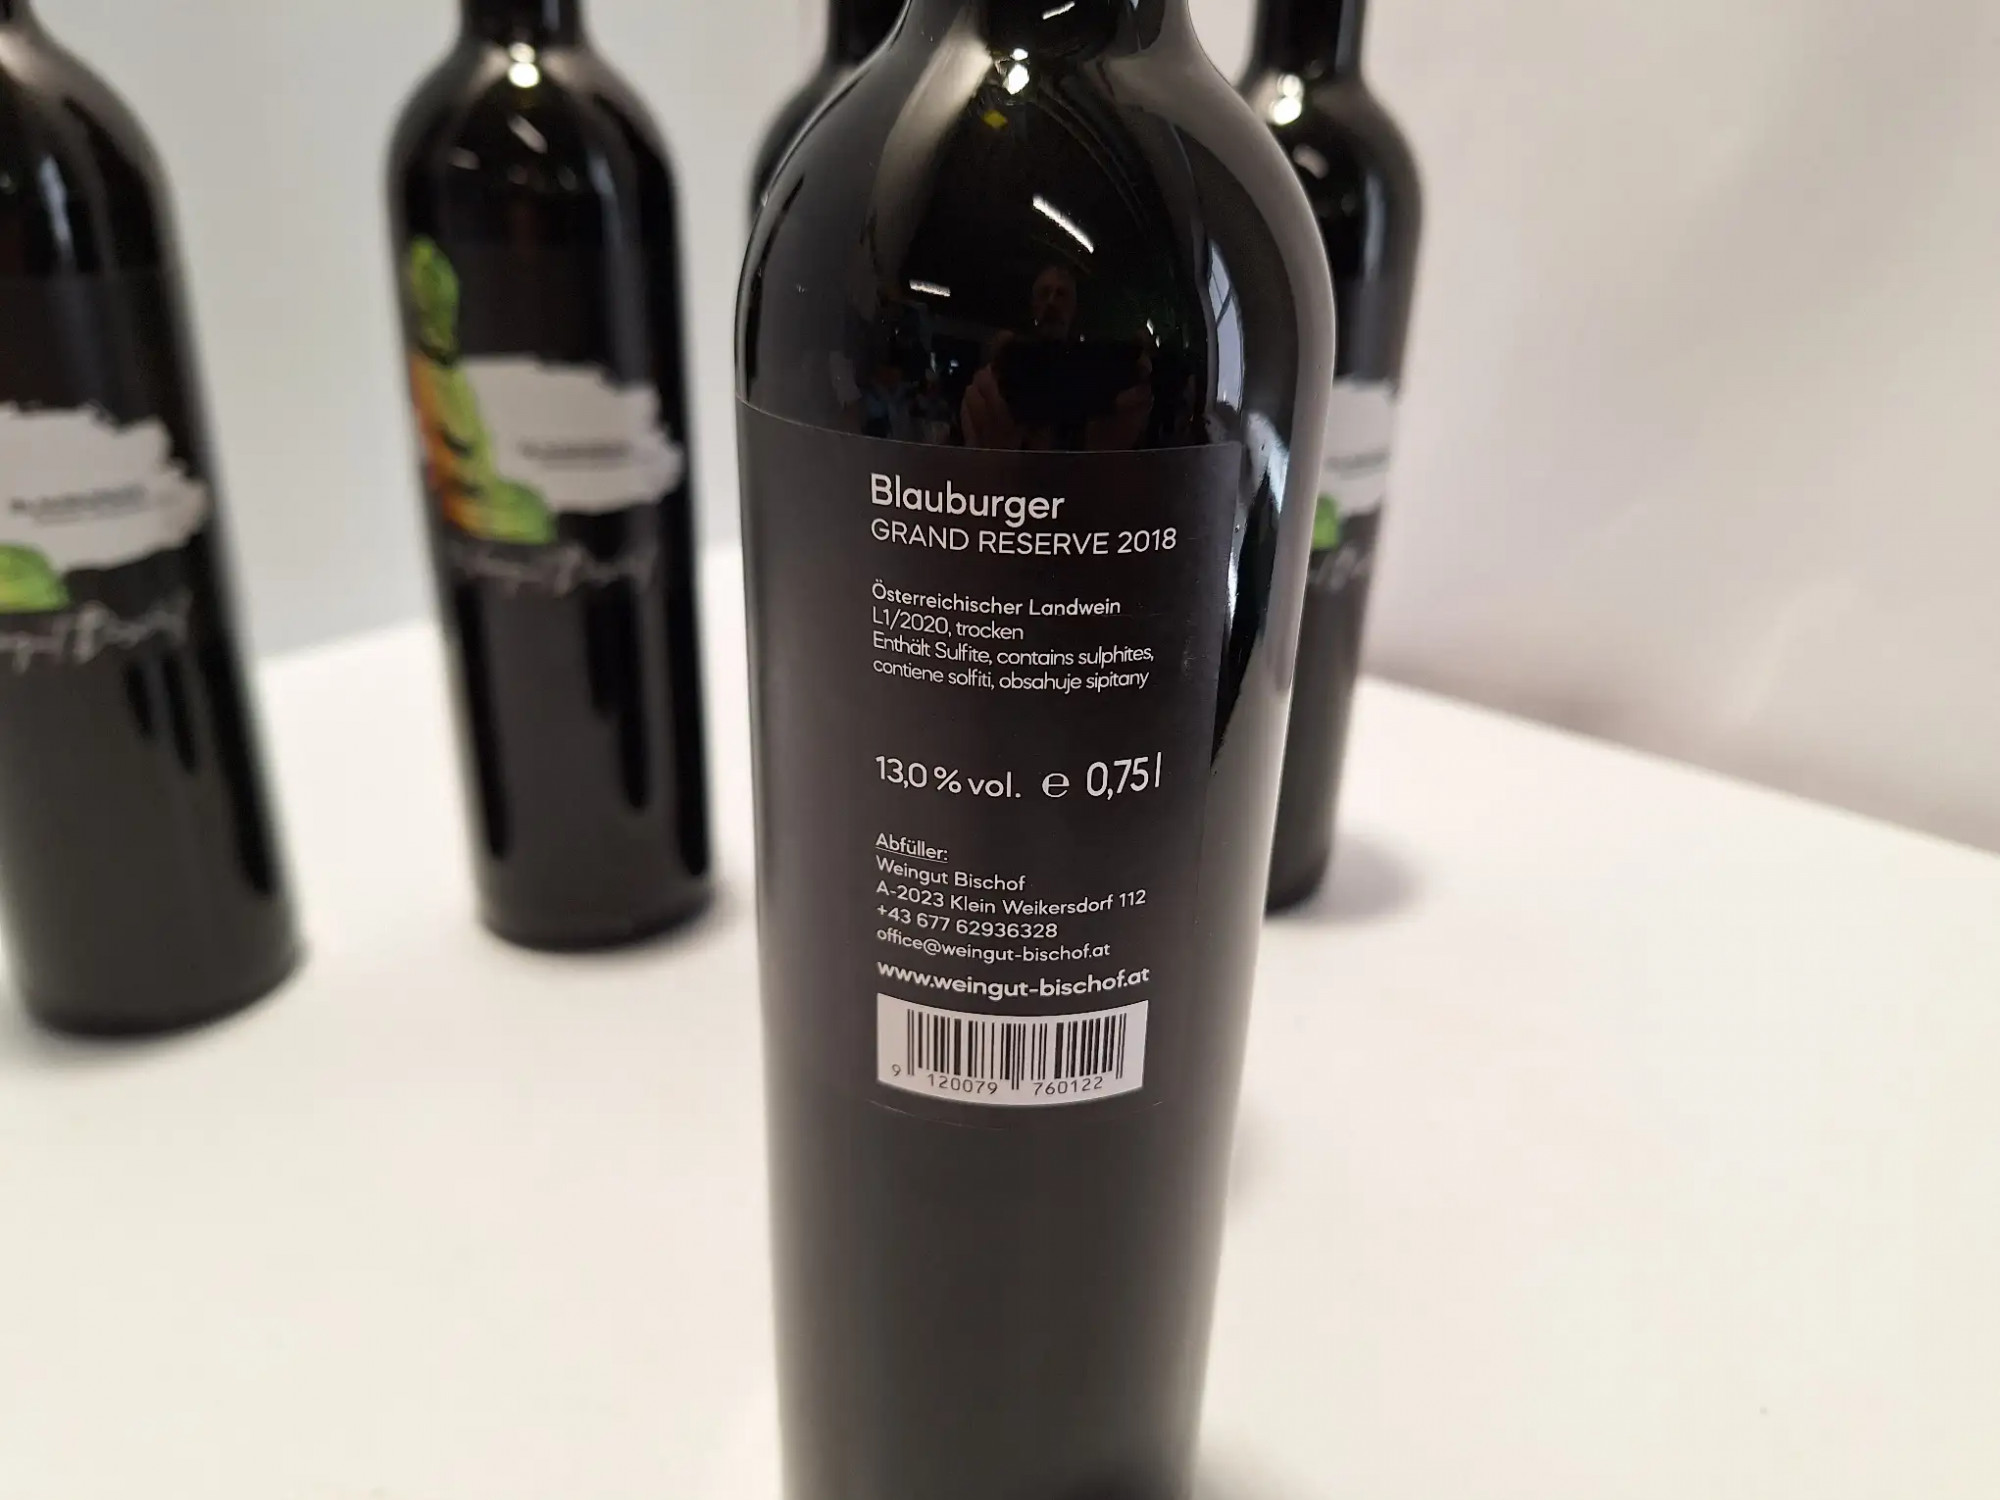 Blauburger
GRAND RESERVE 2018
Österreichischer Landwein
L1/2020, trocken
Enthält Sulfite, contains sulphites,
contiene solfiti, obsahuje sipitany
13,0 % vol. ℮ 0,75 l
Abfüller:
Weingut Bischof
A-2023 Klein Weikersdorf 112
+43 677 62936328
office@weingut-bischof.at
www.weingut-bischof.at
9 120079 760122